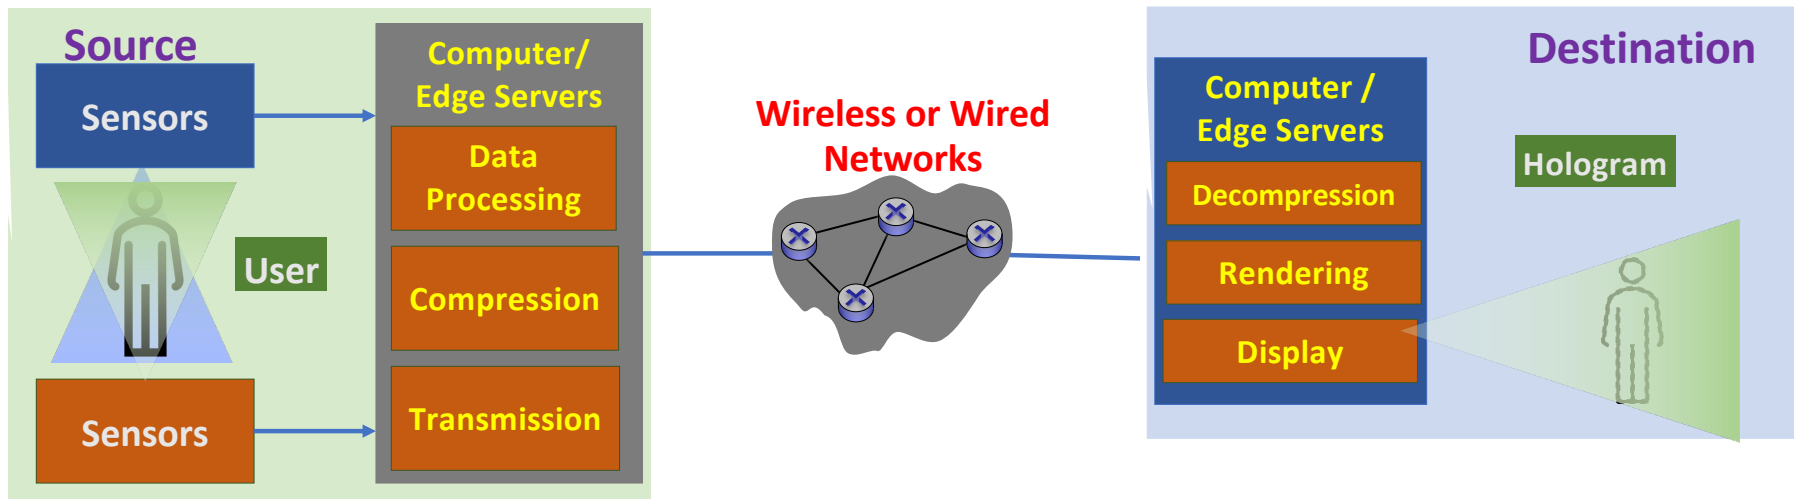 Source
Sensors
User
Sensors
Computer/
Edge Servers
Data
Processing
Compression
Transmission
Wireless or Wired
Networks
Computer /
Edge Servers
Decompression
Rendering
Display
Destination
Hologram